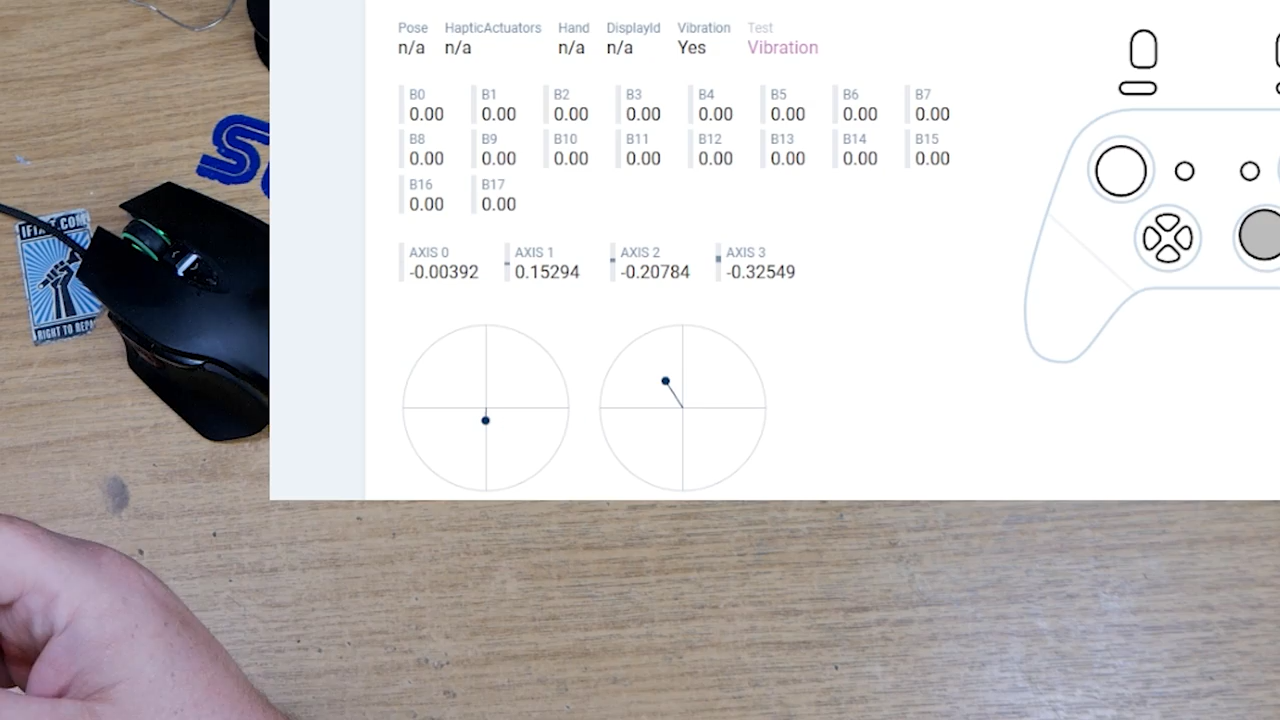 Pose HapticActuators Hand DisplayId Vibration Test
n/a n/a n/a n/a Yes Vibration
B0 B1 B2 B3 B4 B5 B6 B7
0.00 0.00 0.00 0.00 0.00 0.00 0.00 0.00
B8 B9 B10 B11 B12 B13 B14 B15
0.00 0.00 0.00 0.00 0.00 0.00 0.00 0.00
B16 B17
0.00 0.00
AXIS 0 AXIS 1 AXIS 2 AXIS 3
-0.00392 0.15294 -0.20784 -0.32549
IFIXIT.COM
RIGHT TO REPA